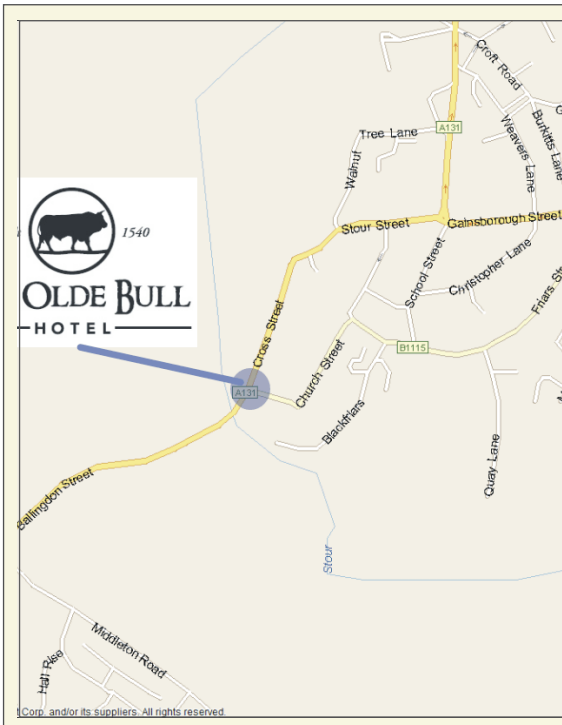 Croft Road
A131
Tree Lane
Walnut
Weavers Lane
Burkitts Lane
G
1540
Stour Street
Gainsborough Street
School Street
Christopher Lane
Friars St
OLDE BULL
HOTEL
Cross Street
B1115
A131
Church Street
Blackfriars
Quay Lane
Ballingdon Street
Stour
Middleton Road
Hall Rise
t Corp. and/or its suppliers. All rights reserved.